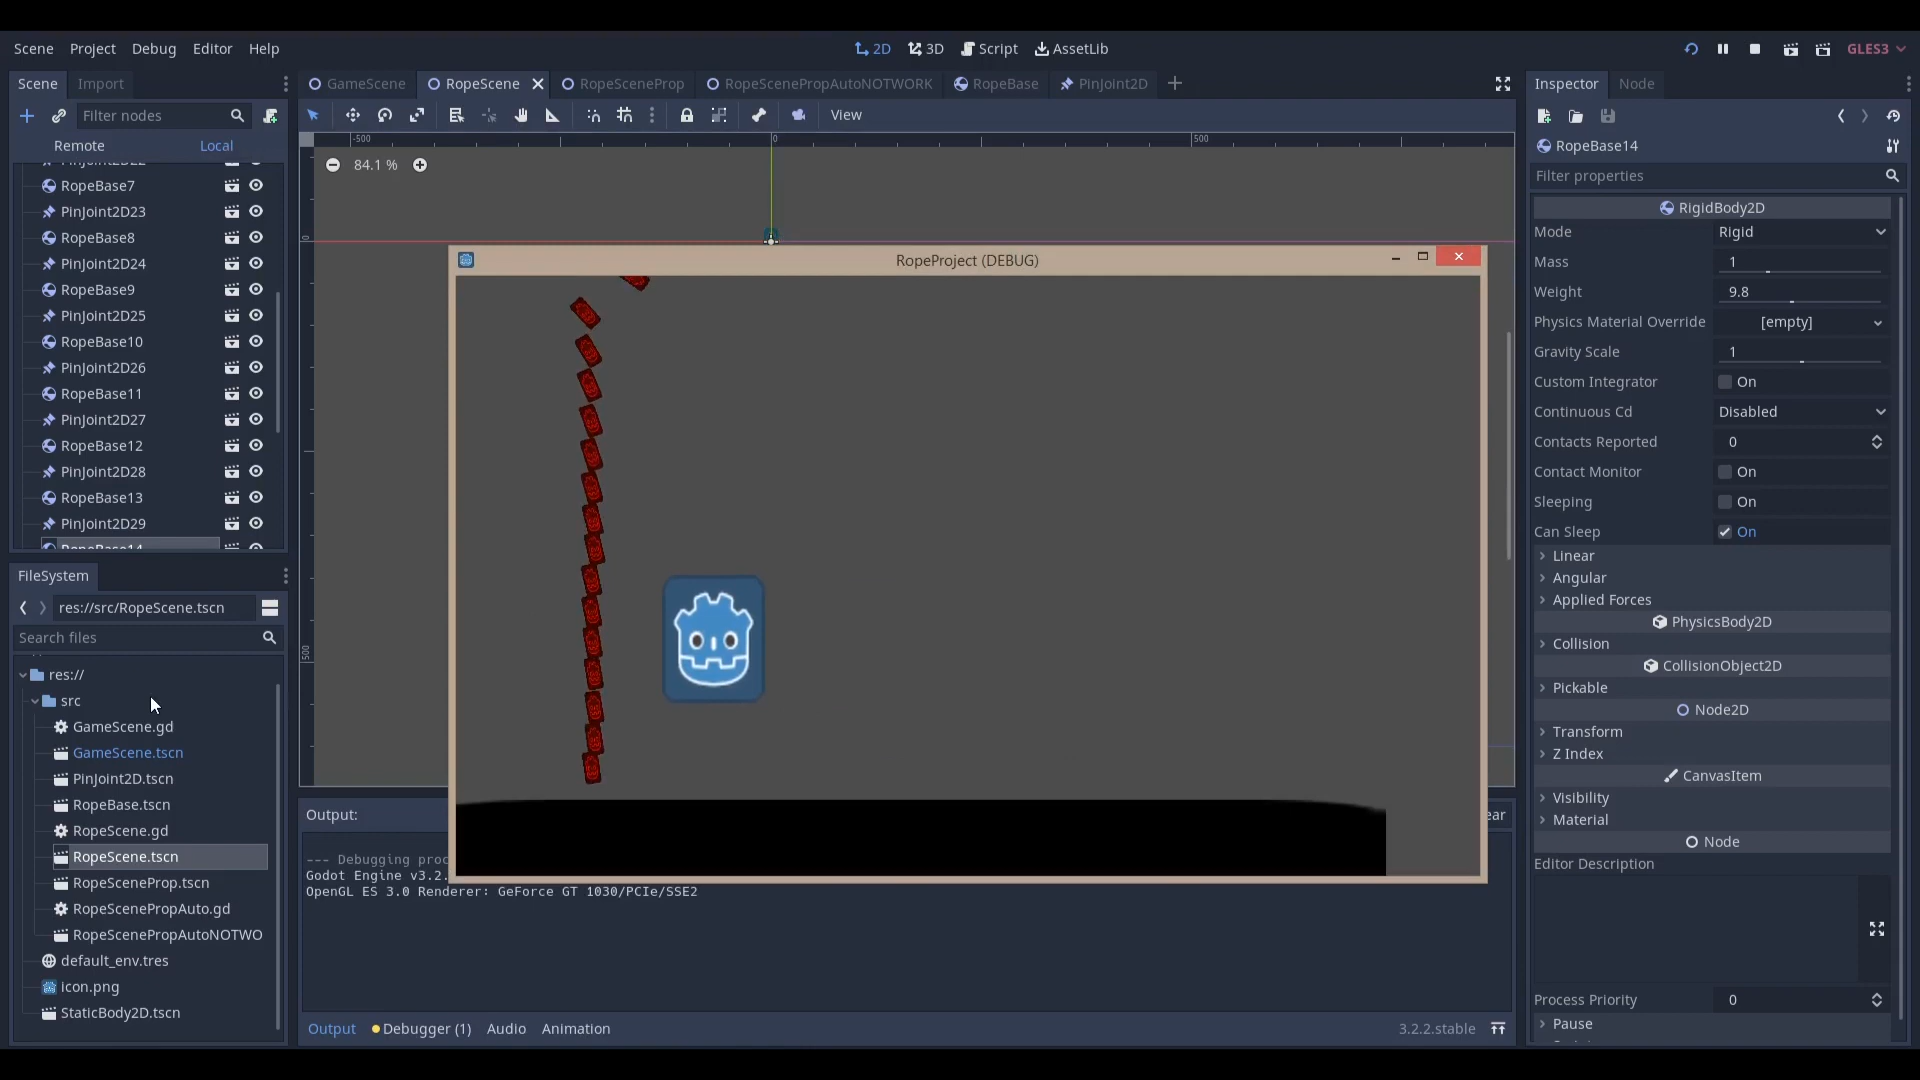 Scene Project Debug Editor Help
2D 3D Script AssetLib
GLES3
Scene Import
GameScene RopeScene RopeSceneProp RopeScenePropAutoNOTWORK RopeBase PinJoint2D
Inspector Node
Filter nodes
View
Remote Local
-500 0 500
84.1 %
0
500
PinJoint2D22
RopeBase7
PinJoint2D23
RopeBase8
PinJoint2D24
RopeBase9
PinJoint2D25
RopeBase10
PinJoint2D26
RopeBase11
PinJoint2D27
RopeBase12
PinJoint2D28
RopeBase13
PinJoint2D29
RopeBase14
FileSystem
res://src/RopeScene.tscn
Search files
res://
src
GameScene.gd
GameScene.tscn
PinJoint2D.tscn
RopeBase.tscn
RopeScene.gd
RopeScene.tscn
RopeSceneProp.tscn
RopeScenePropAuto.gd
RopeScenePropAutoNOTWO
default_env.tres
icon.png
StaticBody2D.tscn
RopeProject (DEBUG)
Output:
ear
--- Debugging proc
Godot Engine v3.2.
OpenGL ES 3.0 Renderer: GeForce GT 1030/PCIe/SSE2
Output Debugger (1) Audio Animation
3.2.2.stable
RopeBase14
Filter properties
RigidBody2D
Mode Rigid
Mass 1
Weight 9.8
Physics Material Override [empty]
Gravity Scale 1
Custom Integrator On
Continuous Cd Disabled
Contacts Reported 0
Contact Monitor On
Sleeping On
Can Sleep On
Linear
Angular
Applied Forces
PhysicsBody2D
Collision
CollisionObject2D
Pickable
Node2D
Transform
Z Index
CanvasItem
Visibility
Material
Node
Editor Description
Process Priority 0
Pause